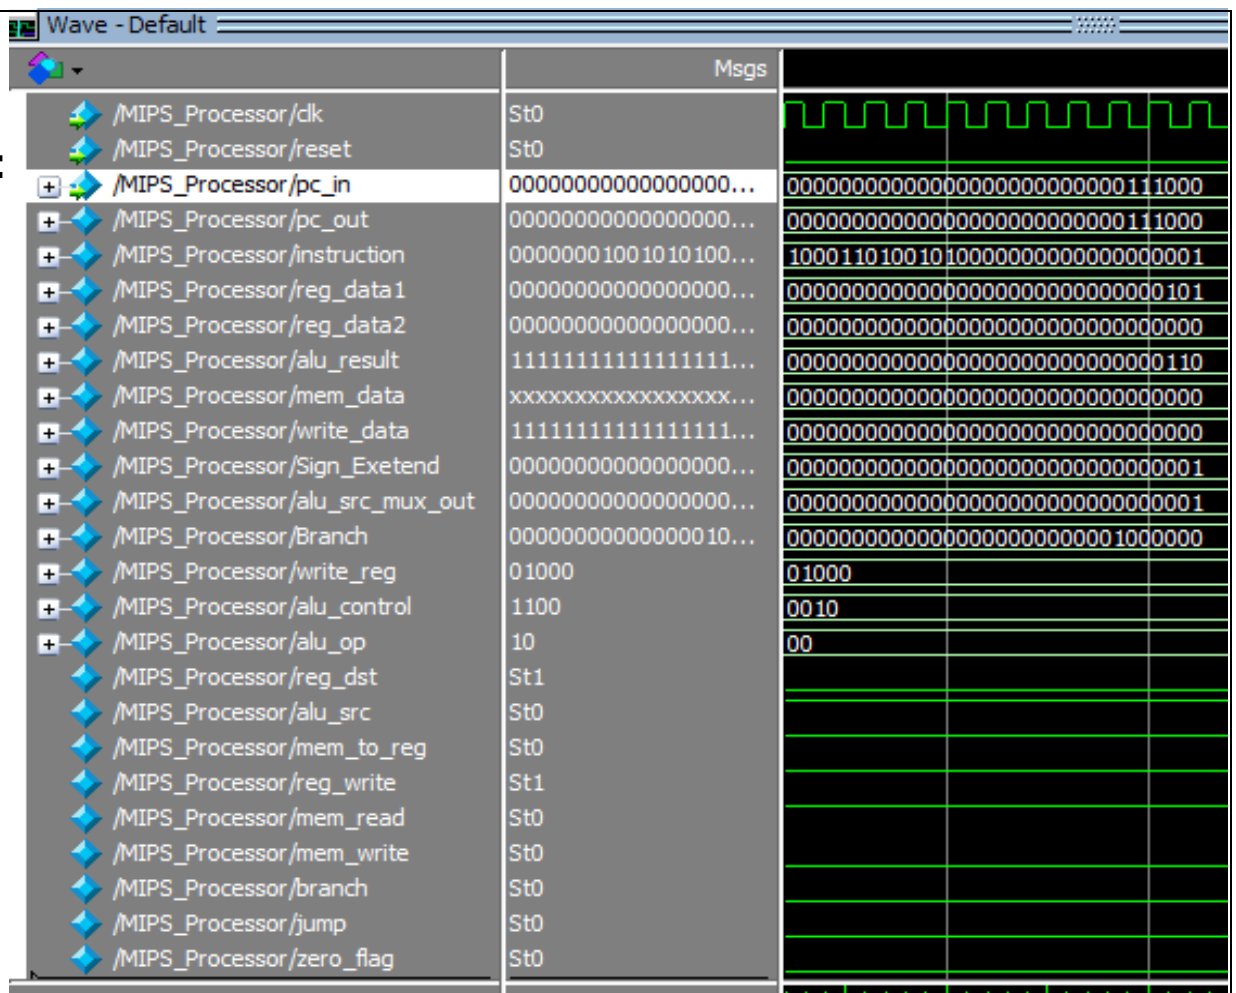 Wave - Default
Msgs
/MIPS_Processor/clk St0
/MIPS_Processor/reset St0
:
/MIPS_Processor/pc_in 00000000000000000... 00000000000000000000000000111000
/MIPS_Processor/pc_out 00000000000000000... 00000000000000000000000000111000
/MIPS_Processor/instruction 00000001001010100... 10001101001010000000000000000001
/MIPS_Processor/reg_data1 00000000000000000... 00000000000000000000000000000101
/MIPS_Processor/reg_data2 00000000000000000... 00000000000000000000000000000000
/MIPS_Processor/alu_result 11111111111111111... 00000000000000000000000000000110
/MIPS_Processor/mem_data xxxxxxxxxxxxxxxxx... 00000000000000000000000000000000
/MIPS_Processor/write_data 11111111111111111... 00000000000000000000000000000000
/MIPS_Processor/Sign_Exetend 00000000000000000... 00000000000000000000000000000001
/MIPS_Processor/alu_src_mux_out 00000000000000000... 00000000000000000000000000000001
/MIPS_Processor/Branch 00000000000000010... 00000000000000000000000001000000
/MIPS_Processor/write_reg 01000 01000
/MIPS_Processor/alu_control 1100 0010
/MIPS_Processor/alu_op 10 00
/MIPS_Processor/reg_dst St1
/MIPS_Processor/alu_src St0
/MIPS_Processor/mem_to_reg St0
/MIPS_Processor/reg_write St1
/MIPS_Processor/mem_read St0
/MIPS_Processor/mem_write St0
/MIPS_Processor/branch St0
/MIPS_Processor/jump St0
/MIPS_Processor/zero_flag St0